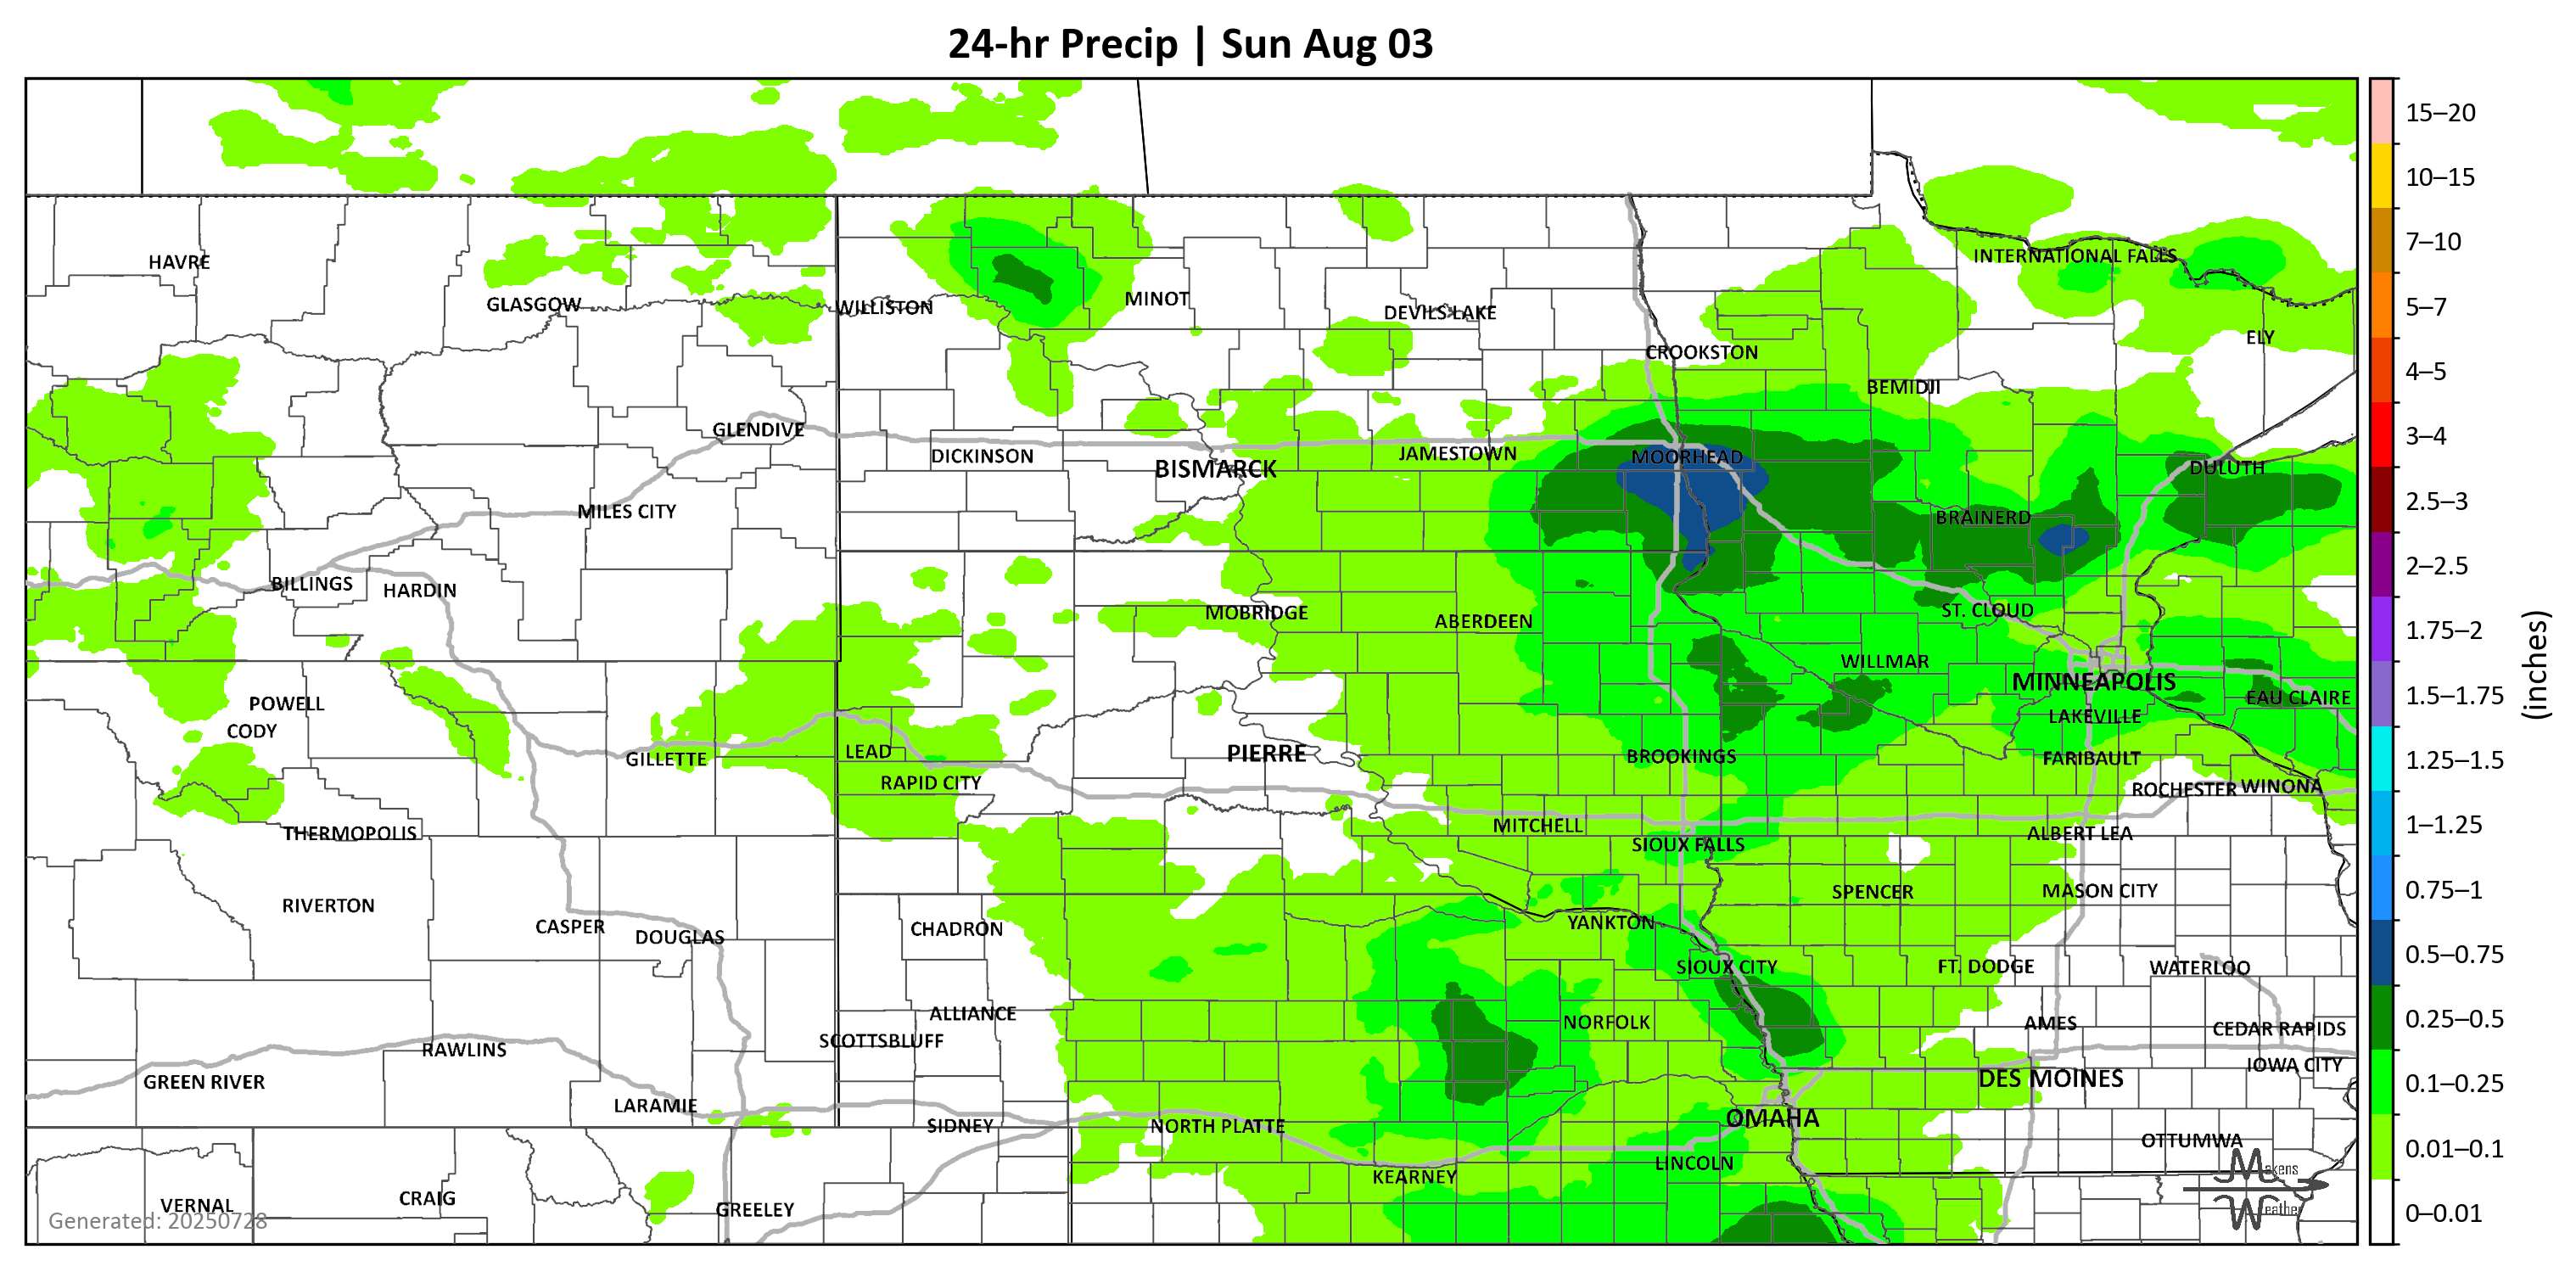 24-hr Precip | Sun Aug 03
INTERNATIONAL FALLS
HAVRE
GLASGOW
WILLISTON
MINOT
DEVILS LAKE
ELY
CROOKSTON
BEMIDJI
GLENDIVE
DICKINSON
BISMARCK
JAMESTOWN
MOORHEAD
DULUTH
MILES CITY
BRAINERD
BILLINGS
HARDIN
MOBRIDGE
ABERDEEN
ST. CLOUD
WILLMAR
MINNEAPOLIS
POWELL
EAU CLAIRE
CODY
LAKEVILLE
GILLETTE
LEAD
PIERRE
BROOKINGS
FARIBAULT
RAPID CITY
ROCHESTER
WINONA
THERMOPOLIS
MITCHELL
ALBERT LEA
SIOUX FALLS
RIVERTON
SPENCER
MASON CITY
CASPER
DOUGLAS
CHADRON
YANKTON
SIOUX CITY
FT. DODGE
WATERLOO
ALLIANCE
NORFOLK
AMES
CEDAR RAPIDS
SCOTTSBLUFF
RAWLINS
IOWA CITY
GREEN RIVER
DES MOINES
LARAMIE
SIDNEY
NORTH PLATTE
OMAHA
OTTUMWA
LINCOLN
KEARNEY
VERNAL
CRAIG
GREELEY
Generated: 20250728
Makens
Weather
15–20
10–15
7–10
5–7
4–5
3–4
2.5–3
2–2.5
1.75–2
1.5–1.75
1.25–1.5
1–1.25
0.75–1
0.5–0.75
0.25–0.5
0.1–0.25
0.01–0.1
0–0.01
(inches)